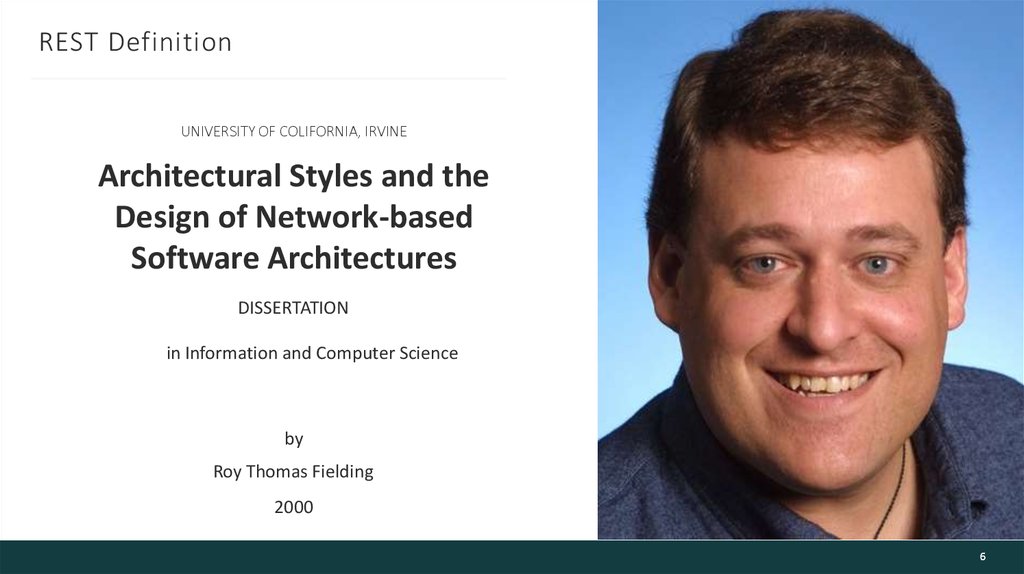 REST Definition
UNIVERSITY OF COLIFORNIA, IRVINE
Architectural Styles and the
Design of Network-based
Software Architectures
DISSERTATION
in Information and Computer Science
by
Roy Thomas Fielding
2000
6